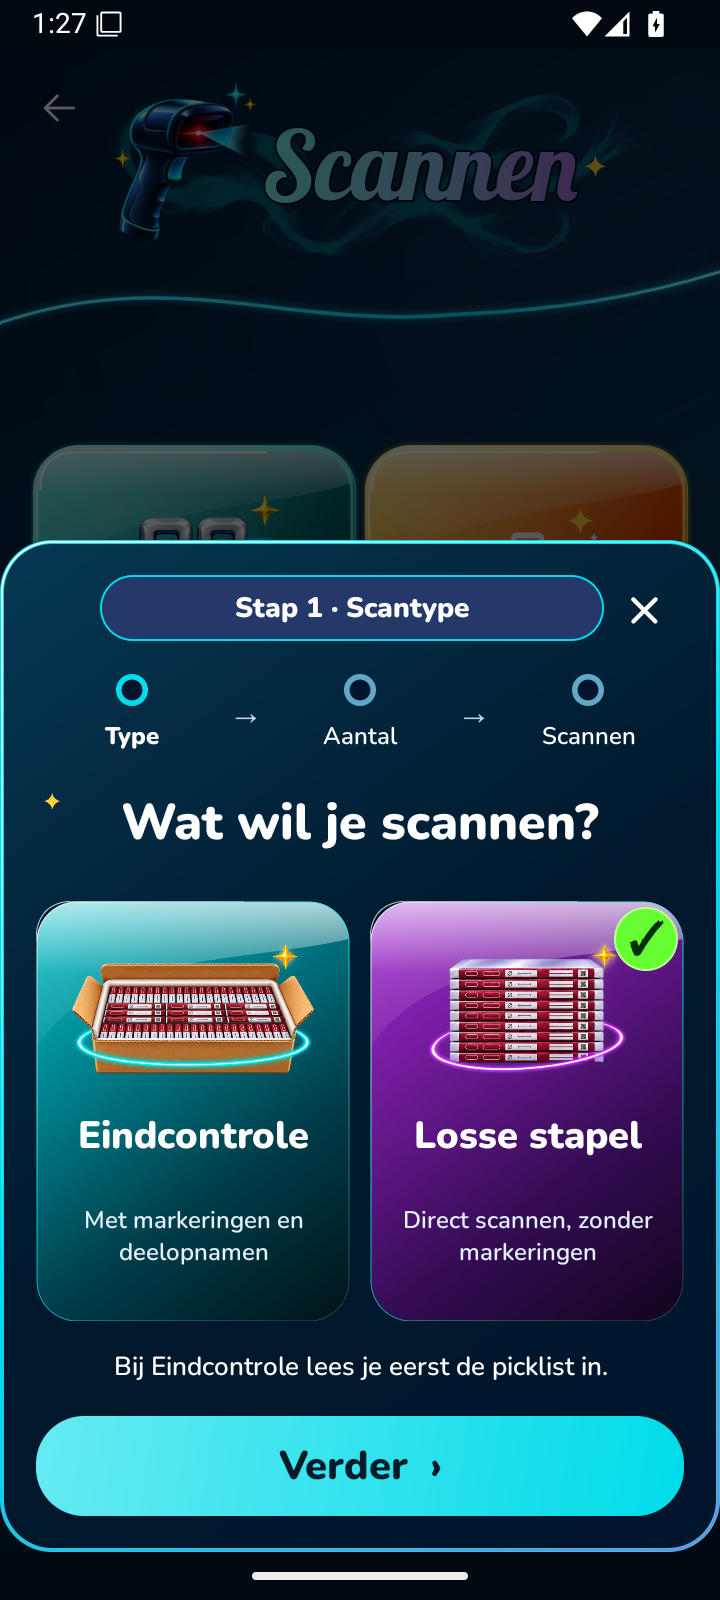 1:27
Scannen
Stap 1 · Scantype
Type → Aantal → Scannen
Wat wil je scannen?
Eindcontrole
Met markeringen en
deelopnamen
Losse stapel
Direct scannen, zonder
markeringen
Bij Eindcontrole lees je eerst de picklist in.
Verder ›